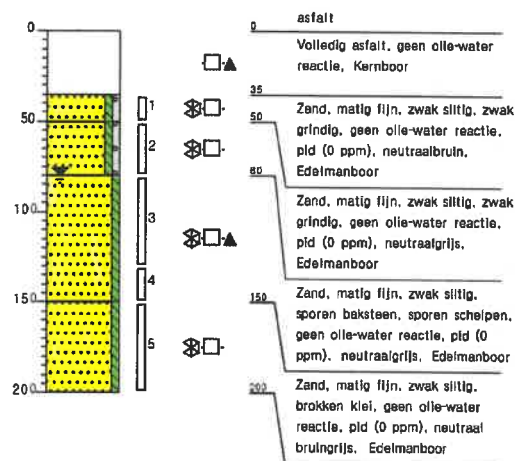 0
50
100
150
200
1
2
3
4
5
0
asfalt
Volledig asfalt, geen olie-water
reactie, Kernboor
35
Zand, matig fijn, zwak siltig, zwak
grindig, geen olie-water reactie,
pid (0 ppm), neutraalbruin,
Edelmanboor
50
Zand, matig fijn, zwak siltig, zwak
grindig, geen olie-water reactie,
pid (0 ppm), neutraalgrijs,
Edelmanboor
80
Zand, matig fijn, zwak siltig,
sporen baksteen, sporen schelpen,
geen olie-water reactie, pid (0
ppm), neutraalgrijs, Edelmanboor
150
Zand, matig fijn, zwak siltig,
brokken klei, geen olie-water
reactie, pid (0 ppm), neutraal
bruingrijs, Edelmanboor
200